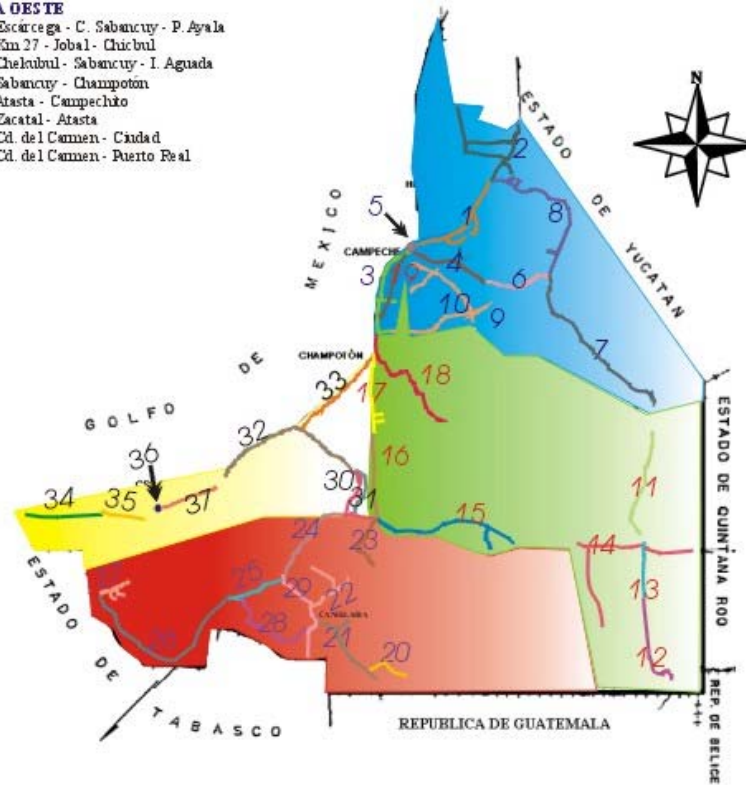 A OESTE
Escárcega - C. Sabancuy - P. Ayala
Km 27 - Jobal - Chicbul
Chekubul - Sabancuy - I. Aguada
Sabancuy - Champotón
Atasta - Campechito
Zacatal - Atasta
Cd. del Carmen - Ciudad
Cd. del Carmen - Puerto Real
N
ESTADO DE YUCATAN
2
8
5
1
MEXICO
CAMPECHE
4
3
6
10
9
7
CHAMPOTÓN
DE
33
17
18
GOLFO
32
36
16
ESTADO DE QUINTANA ROO
30
11
37
31
34
35
15
24
23
14
25
29
22
13
CANDELARIA
28
21
26
20
12
ESTADO DE TABASCO
REPUBLICA DE GUATEMALA
REP. DE BELICE